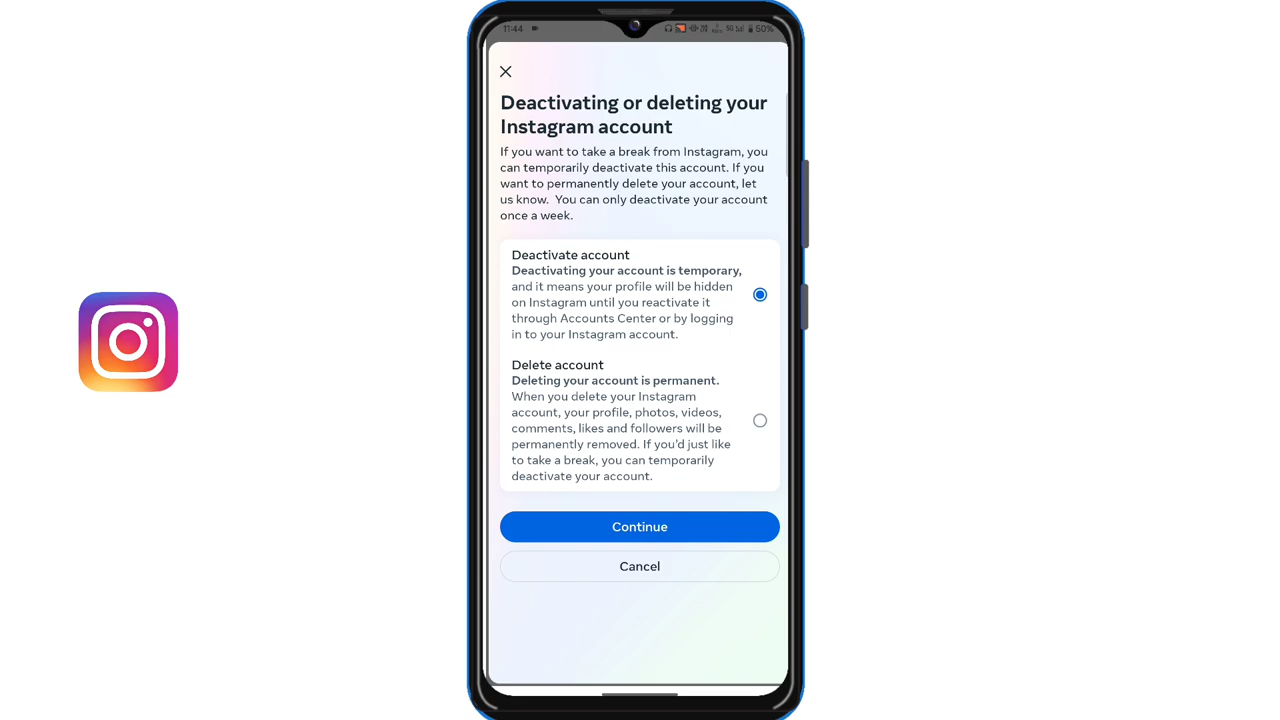 11:44
5G 50%
Deactivating or deleting your
Instagram account
If you want to take a break from Instagram, you
can temporarily deactivate this account. If you
want to permanently delete your account, let
us know.  You can only deactivate your account
once a week.
Deactivate account
Deactivating your account is temporary,
and it means your profile will be hidden
on Instagram until you reactivate it
through Accounts Center or by logging
in to your Instagram account.
Delete account
Deleting your account is permanent.
When you delete your Instagram
account, your profile, photos, videos,
comments, likes and followers will be
permanently removed. If you’d just like
to take a break, you can temporarily
deactivate your account.
Continue
Cancel